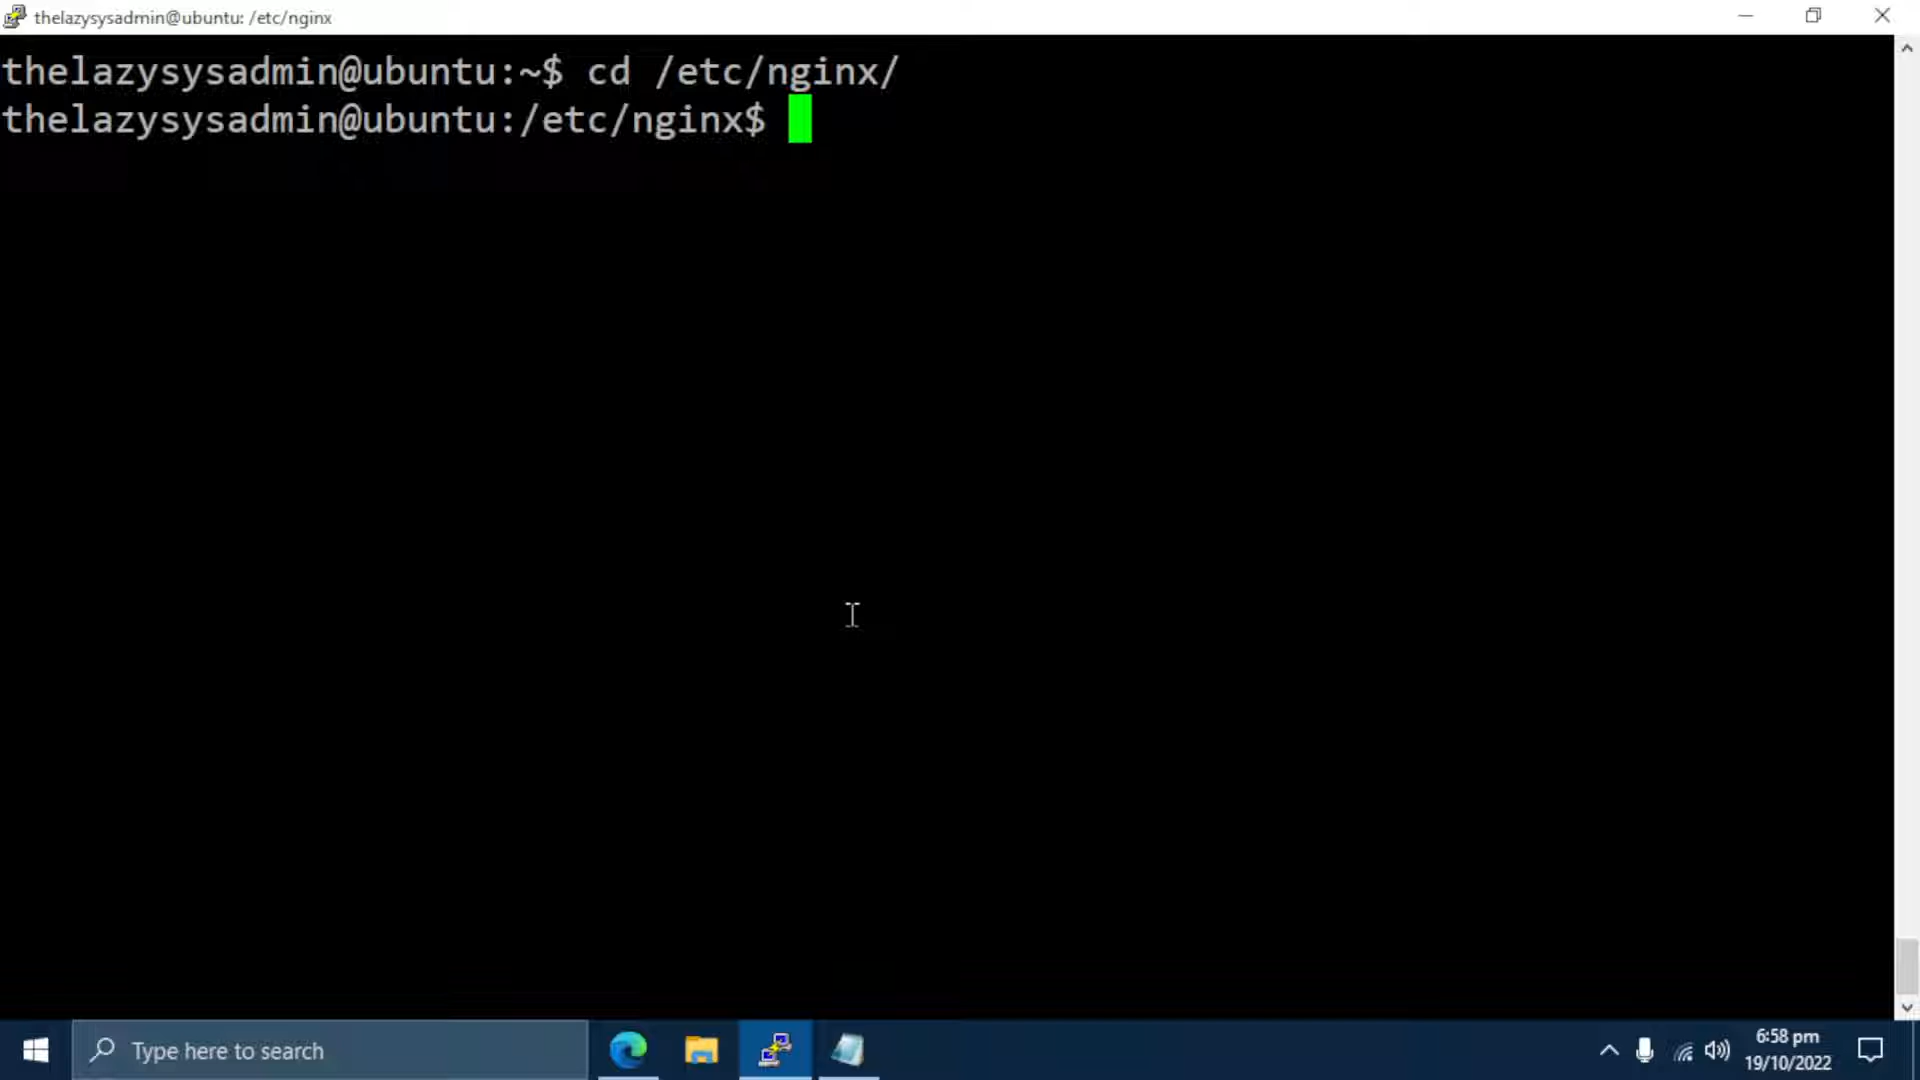 thelazysysadmin@ubuntu: /etc/nginx
thelazysysadmin@ubuntu:~$ cd /etc/nginx/
thelazysysadmin@ubuntu:/etc/nginx$
Type here to search
6:58 pm
19/10/2022